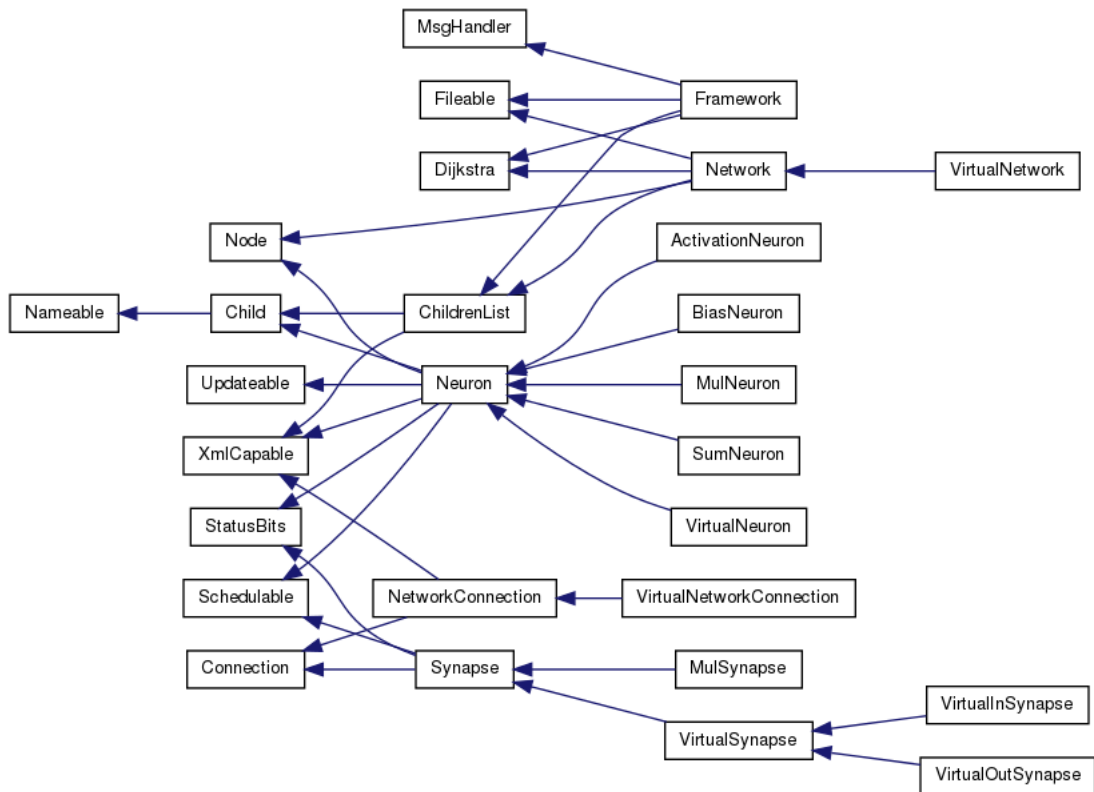 MsgHandler
Fileable
Framework
Dijkstra
Network
VirtualNetwork
Node
ActivationNeuron
Nameable
Child
ChildrenList
BiasNeuron
Updateable
Neuron
MulNeuron
XmlCapable
SumNeuron
StatusBits
VirtualNeuron
Schedulable
NetworkConnection
VirtualNetworkConnection
Connection
Synapse
MulSynapse
VirtualInSynapse
VirtualSynapse
VirtualOutSynapse